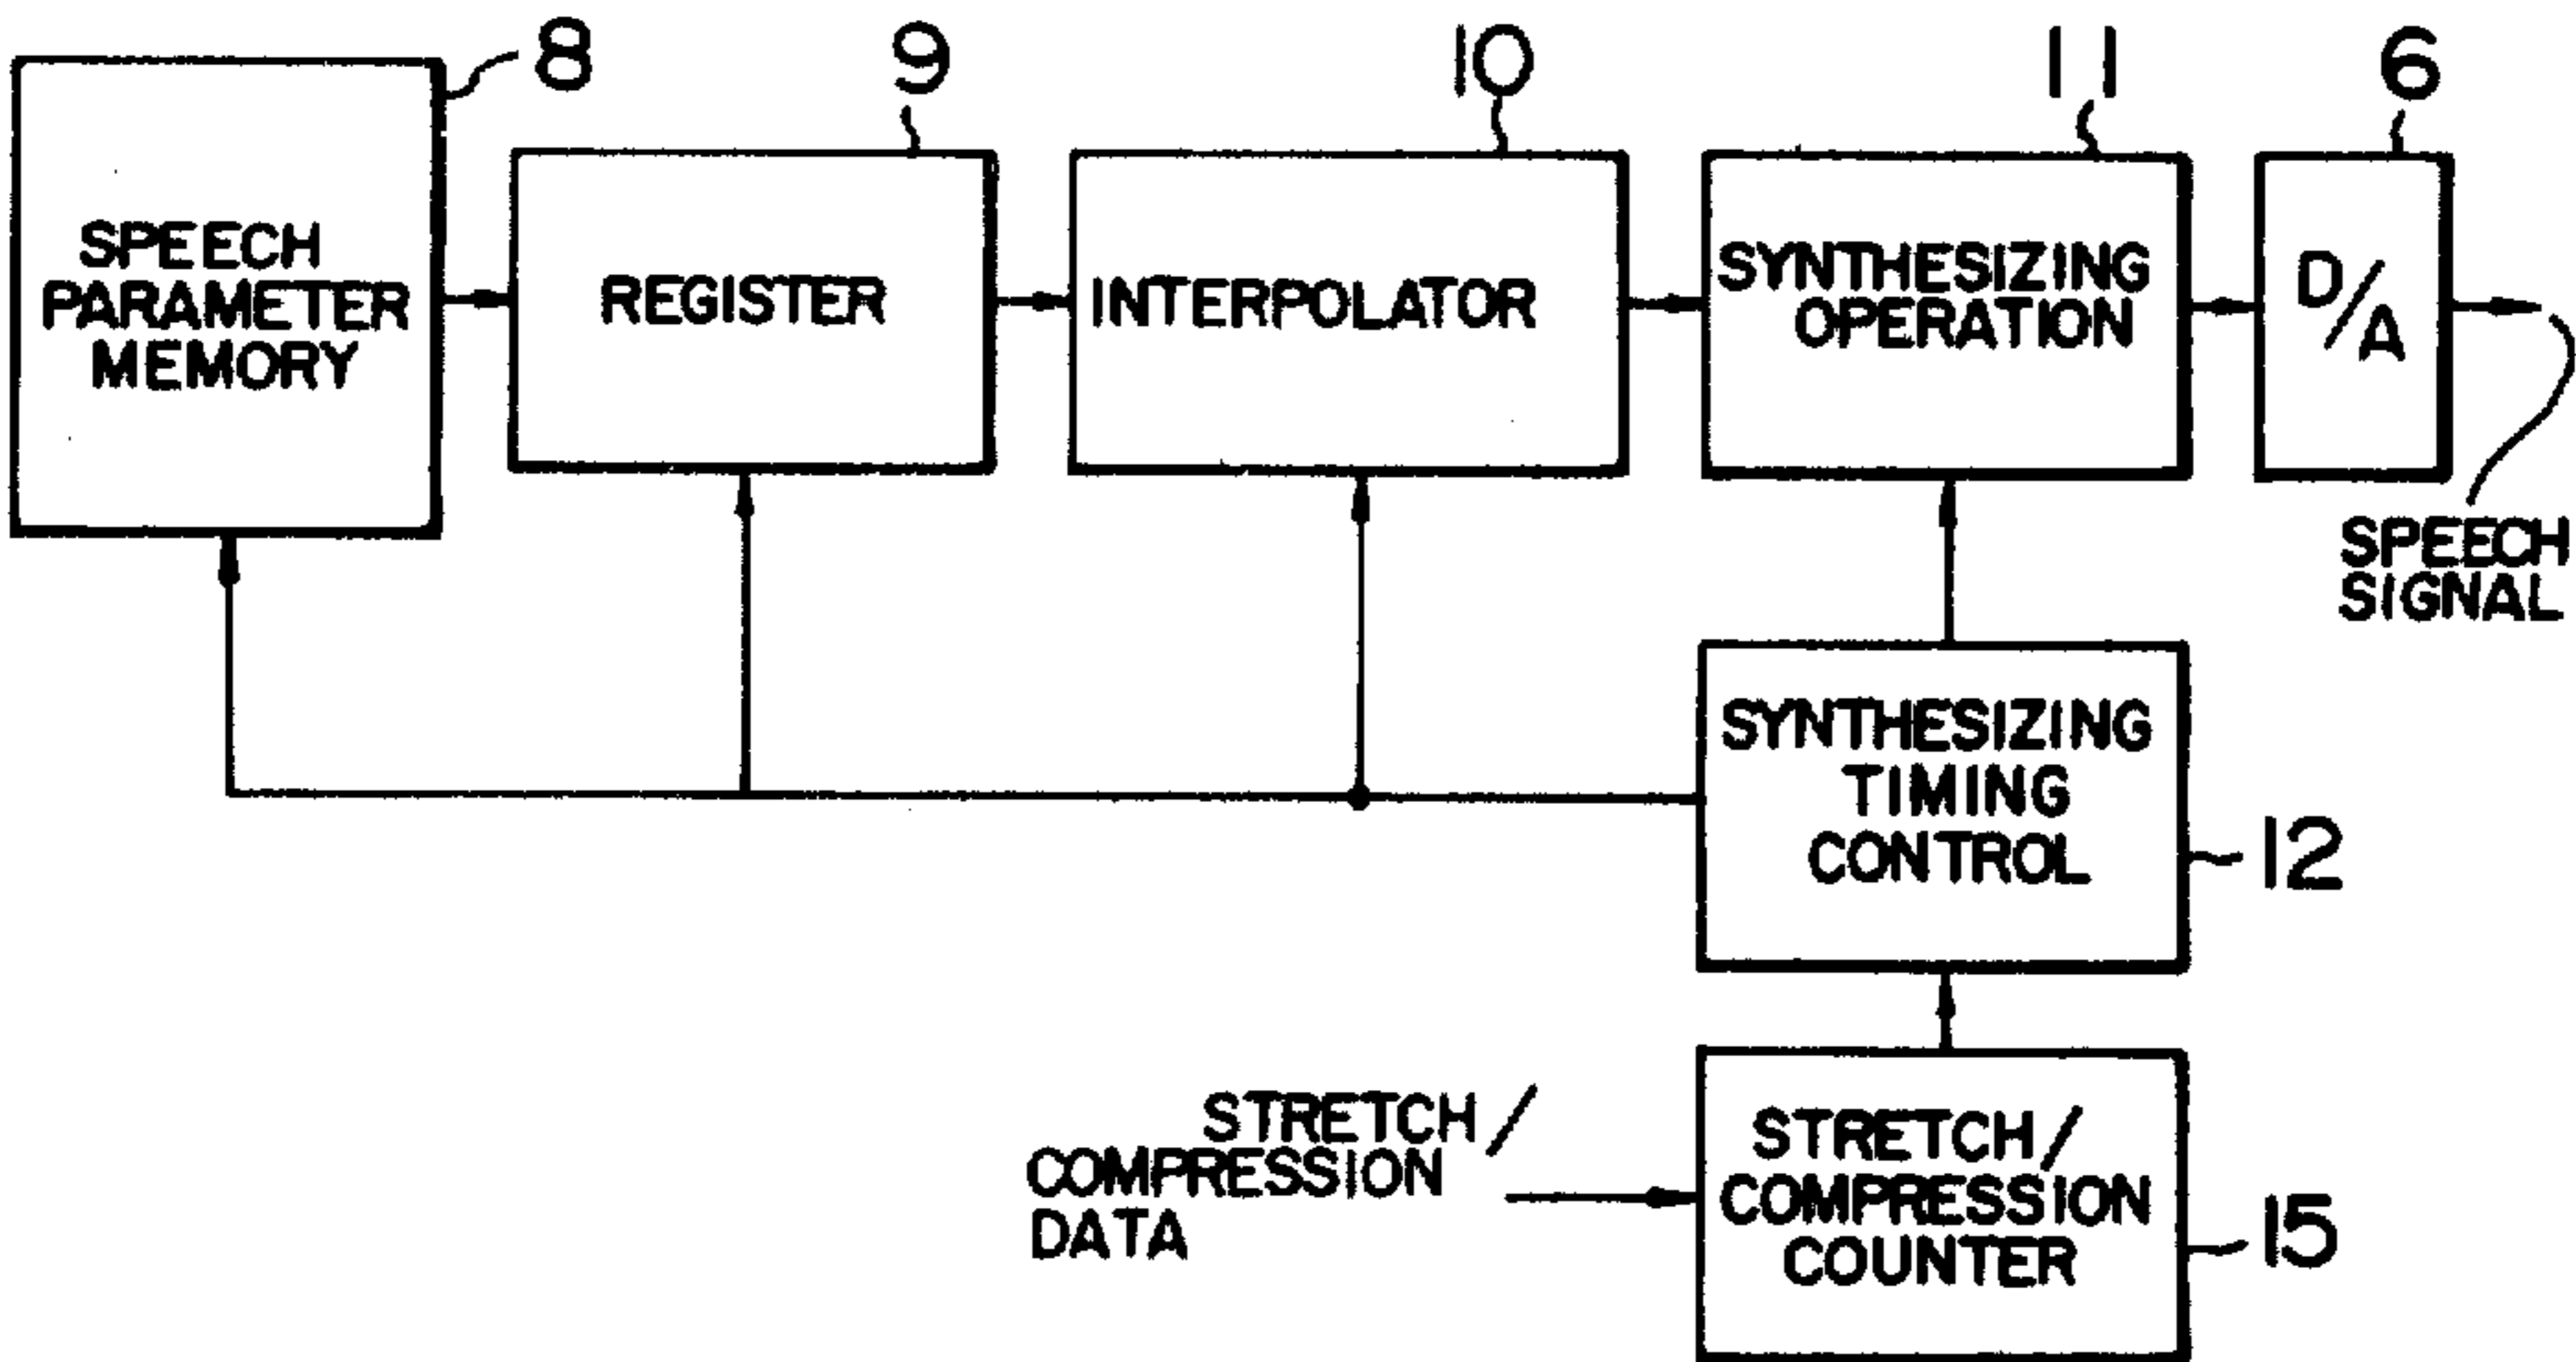 8
9
10
11
6
SPEECH
PARAMETER
MEMORY
REGISTER
INTERPOLATOR
SYNTHESIZING
OPERATION
D/A
SPEECH
SIGNAL
SYNTHESIZING
TIMING
CONTROL
12
STRETCH/
COMPRESSION
DATA
STRETCH/
COMPRESSION
COUNTER
15